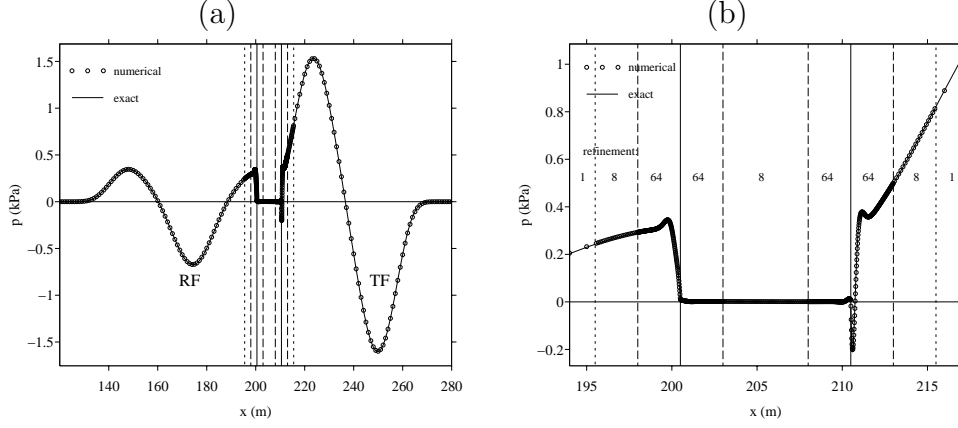 (a)
1.5
1
0.5
0
−0.5
−1
−1.5
p (kPa)
numerical
exact
RF
TF
140 160 180 200 220 240 260 280
x (m)
(b)
1
0.8
0.6
0.4
0.2
0
−0.2
p (kPa)
numerical
exact
refinement:
1 8 64 64 8 64 64 8 1
195 200 205 210 215
x (m)